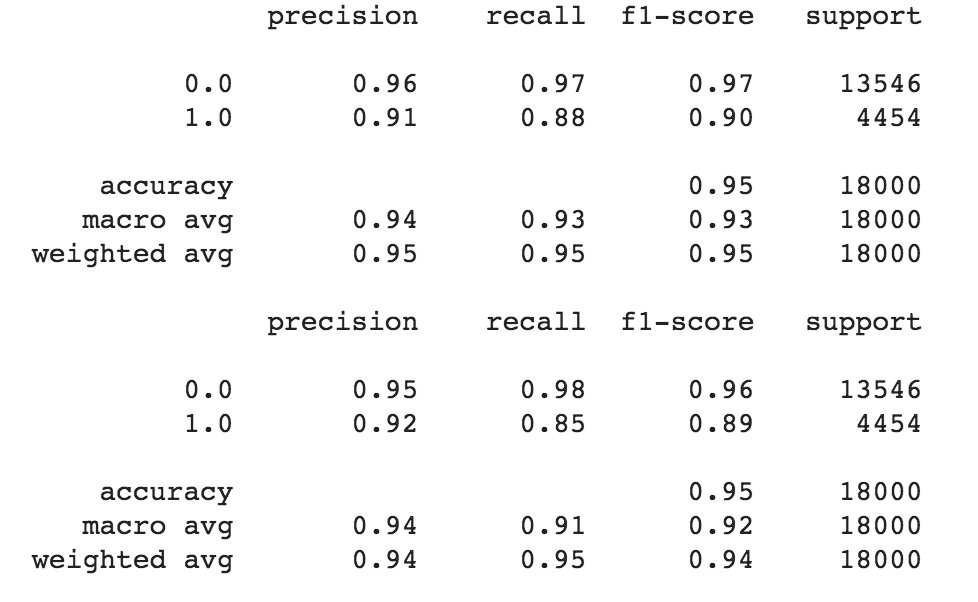 precision recall f1-score support
0.0 0.96 0.97 0.97 13546
1.0 0.91 0.88 0.90 4454
accuracy 0.95 18000
macro avg 0.94 0.93 0.93 18000
weighted avg 0.95 0.95 0.95 18000
precision recall f1-score support
0.0 0.95 0.98 0.96 13546
1.0 0.92 0.85 0.89 4454
accuracy 0.95 18000
macro avg 0.94 0.91 0.92 18000
weighted avg 0.94 0.95 0.94 18000